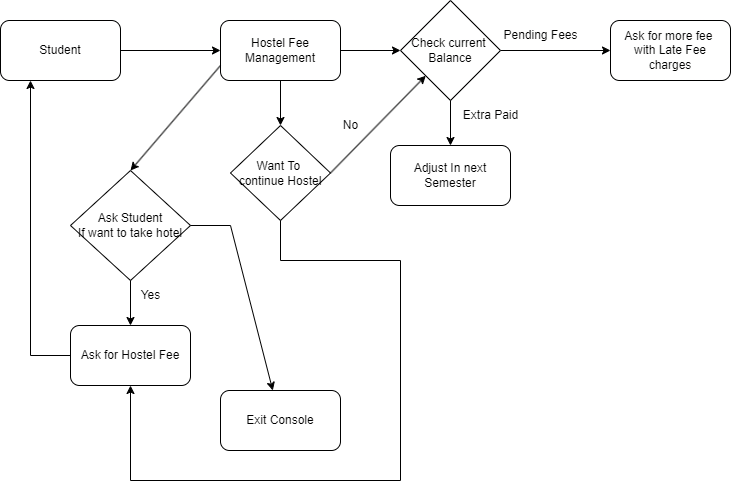 Student
Hostel Fee
Management
Check current
Balance
Pending Fees
Ask for more fee
with Late Fee
charges
Extra Paid
No
Want To
continue Hostel
Adjust In next
Semester
Ask Student
If want to take hotel
Yes
Ask for Hostel Fee
Exit Console